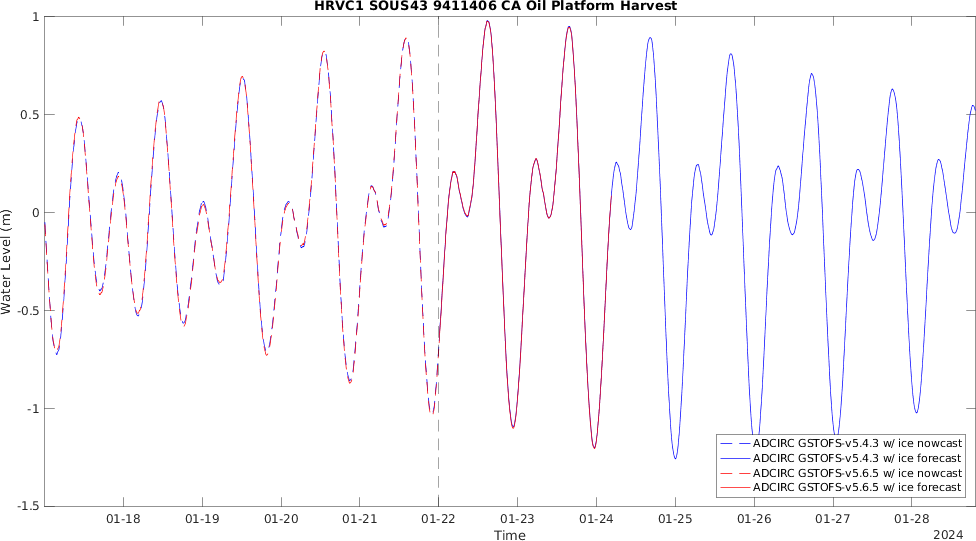 HRVC1 SOUS43 9411406 CA Oil Platform Harvest
1
0.5
0
-0.5
-1
-1.5
Water Level (m)
01-18 01-19 01-20 01-21 01-22 01-23 01-24 01-25 01-26 01-27 01-28
Time
2024
ADCIRC GSTOFS-v5.4.3 w/ ice nowcast
ADCIRC GSTOFS-v5.4.3 w/ ice forecast
ADCIRC GSTOFS-v5.6.5 w/ ice nowcast
ADCIRC GSTOFS-v5.6.5 w/ ice forecast